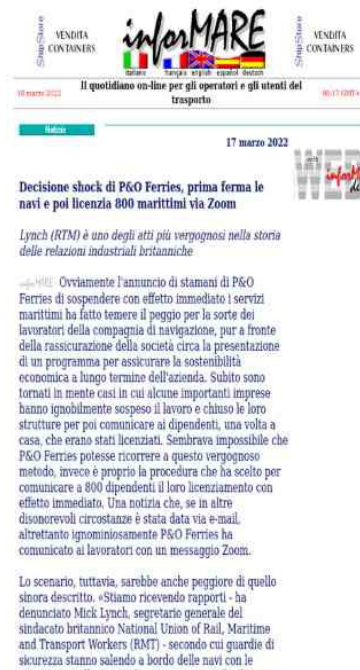 VENDITA
CONTAINERS
ShipStore
inforMARE
italiano français english español deutsch
ShipStore
VENDITA
CONTAINERS
18 marzo 2022
Il quotidiano on-line per gli operatori e gli utenti del
trasporto
Notizie
17 marzo 2022
Decisione shock di P&O Ferries, prima ferma le
navi e poi licenzia 800 marittimi via Zoom
Lynch (RTM) è uno degli atti più vergognosi nella storia
delle relazioni industriali britanniche
inforMARE Ovviamente l'annuncio di stamani di P&O
Ferries di sospendere con effetto immediato i servizi
marittimi ha fatto temere il peggio per la sorte dei
lavoratori della compagnia di navigazione, pur a fronte
della rassicurazione della società circa la presentazione
di un programma per assicurare la sostenibilità
economica a lungo termine dell'azienda. Subito sono
tornati in mente casi in cui alcune importanti imprese
hanno ignobilmente sospeso il lavoro e chiuso le loro
strutture per poi comunicare ai dipendenti, una volta a
casa, che erano stati licenziati. Sembrava impossibile che
P&O Ferries potesse ricorrere a questo vergognoso
metodo, invece è proprio la procedura che ha scelto per
comunicare a 800 dipendenti il loro licenziamento con
effetto immediato. Una notizia che, se in altre
disonorevoli circostanze è stata data via e-mail,
altrettanto ignominiosamente P&O Ferries ha
comunicato ai lavoratori con un messaggio Zoom.
Lo scenario, tuttavia, sarebbe anche peggiore di quello
sinora descritto. «Stiamo ricevendo rapporti - ha
denunciato Mick Lynch, segretario generale del
sindacato britannico National Union of Rail, Maritime
and Transport Workers (RMT) - secondo cui guardie di
sicurezza stanno salendo a bordo delle navi con le